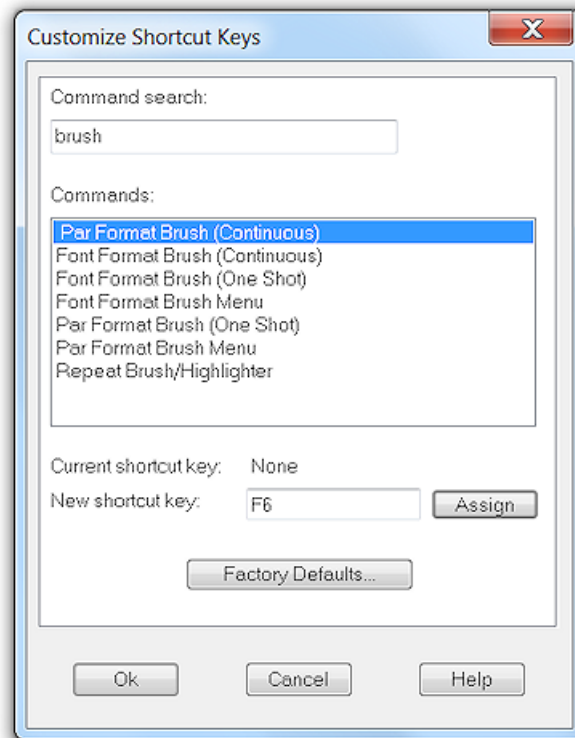 Customize Shortcut Keys
Command search:
brush
Commands:
Par Format Brush (Continuous)
Font Format Brush (Continuous)
Font Format Brush (One Shot)
Font Format Brush Menu
Par Format Brush (One Shot)
Par Format Brush Menu
Repeat Brush/Highlighter
Current shortcut key: None
New shortcut key: F6 Assign
Factory Defaults...
Ok Cancel Help